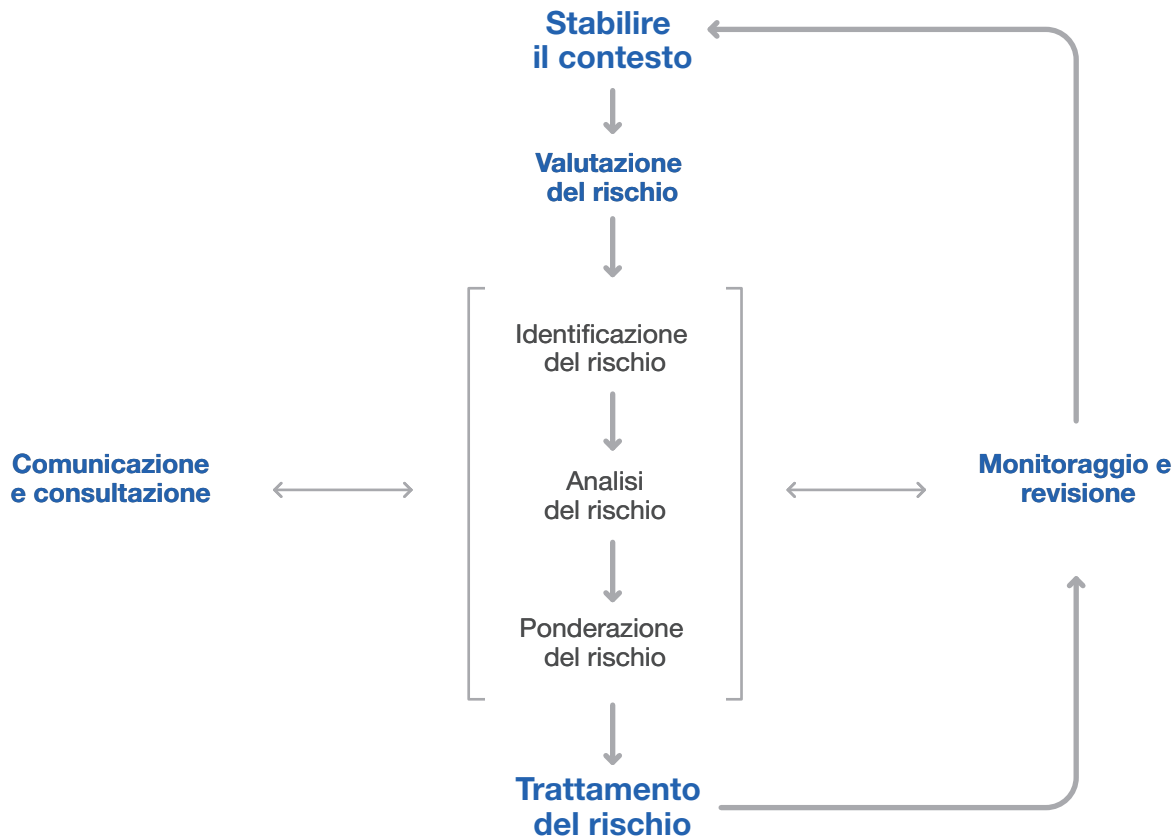 Stabilire
il contesto
Valutazione
del rischio
Identificazione
del rischio
Comunicazione
e consultazione
Analisi
del rischio
Monitoraggio e
revisione
Ponderazione
del rischio
Trattamento
del rischio